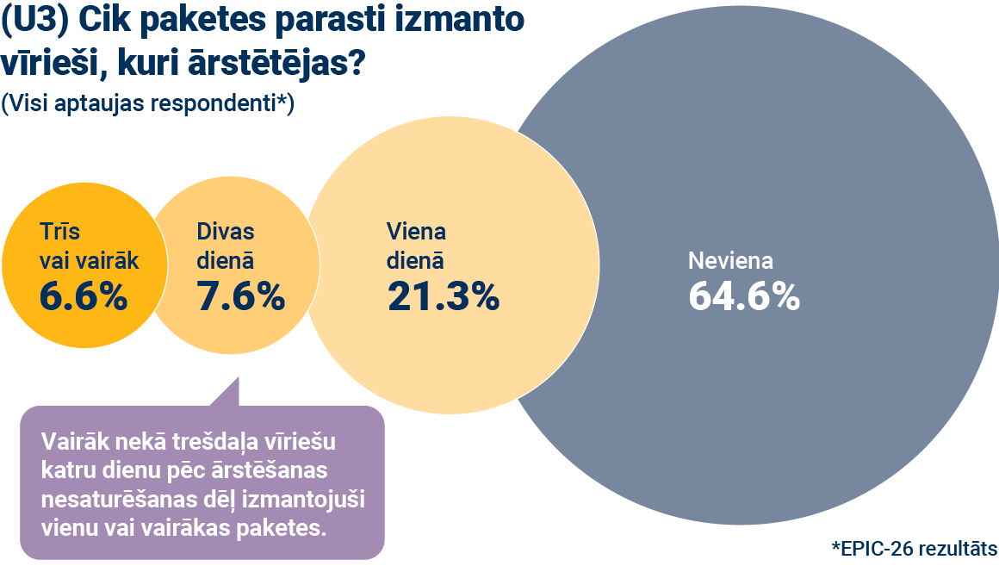 (U3) Cik paketes parasti izmanto
vīrieši, kuri ārstētējas?
(Visi aptaujas respondenti*)
Trīs
vai vairāk
6.6%
Divas
dienā
7.6%
Viena
dienā
21.3%
Neviena
64.6%
Vairāk nekā trešdaļa vīriešu
katru dienu pēc ārstēšanas
nesaturēšanas dēļ izmantojuši
vienu vai vairākas paketes.
*EPIC-26 rezultāts